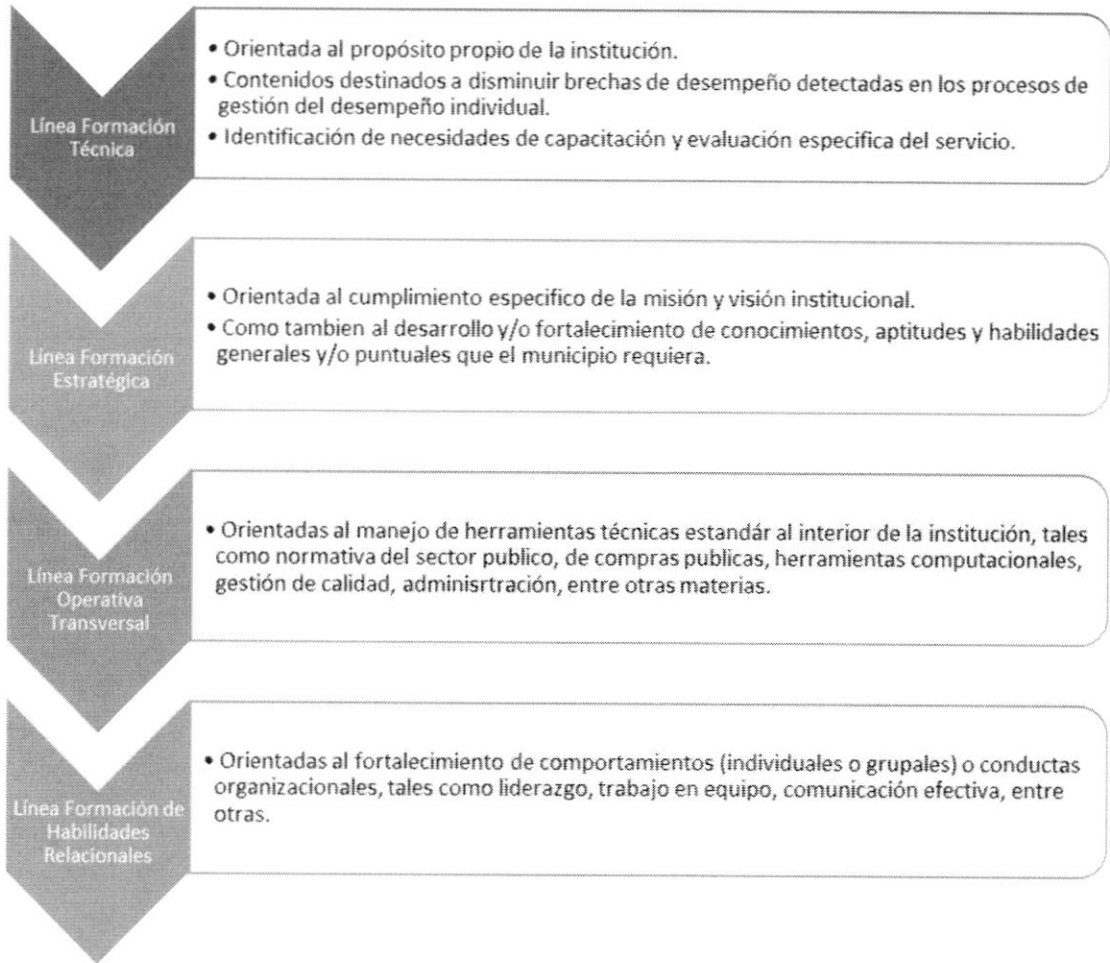 Línea Formación
Técnica
• Orientada al propósito propio de la institución.
• Contenidos destinados a disminuir brechas de desempeño detectadas en los procesos de
gestión del desempeño individual.
• Identificación de necesidades de capacitación y evaluación especifica del servicio.
Línea Formación
Estratégica
• Orientada al cumplimiento especifico de la misión y visión institucional.
• Como tambien al desarrollo y/o fortalecimiento de conocimientos, aptitudes y habilidades
generales y/o puntuales que el municipio requiera.
Línea Formación
Operativa
Transversal
• Orientadas al manejo de herramientas técnicas estandár al interior de la institución, tales
como normativa del sector publico, de compras publicas, herramientas computacionales,
gestión de calidad, adminisrtración, entre otras materias.
Línea Formación de
Habilidades
Relacionales
• Orientadas al fortalecimiento de comportamientos (individuales o grupales) o conductas
organizacionales, tales como liderazgo, trabajo en equipo, comunicación efectiva, entre
otras.